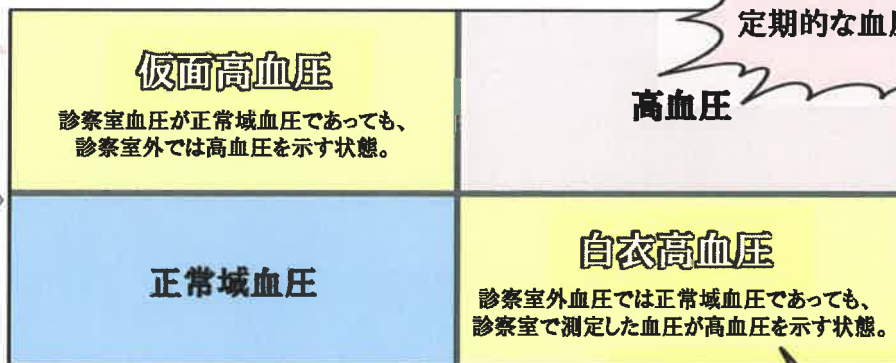 定期的な血
仮面高血圧
診察室血圧が正常域血圧であっても、
診察室外では高血圧を示す状態。
高血圧
正常域血圧
白衣高血圧
診察室外血圧では正常域血圧であっても、
診察室で測定した血圧が高血圧を示す状態。